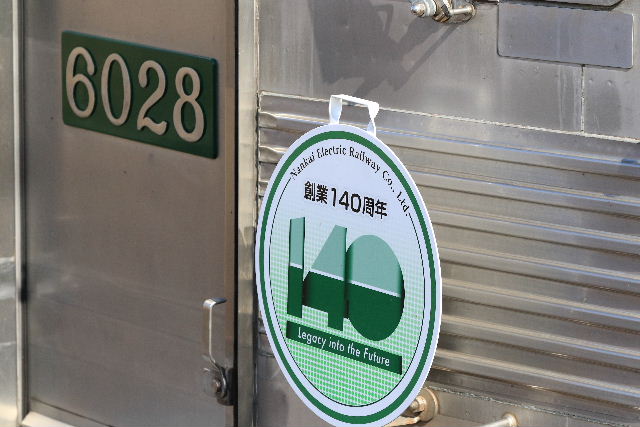 6028
Nankai Electric Railway Co., Ltd.
創業140周年
140
Legacy into the Future